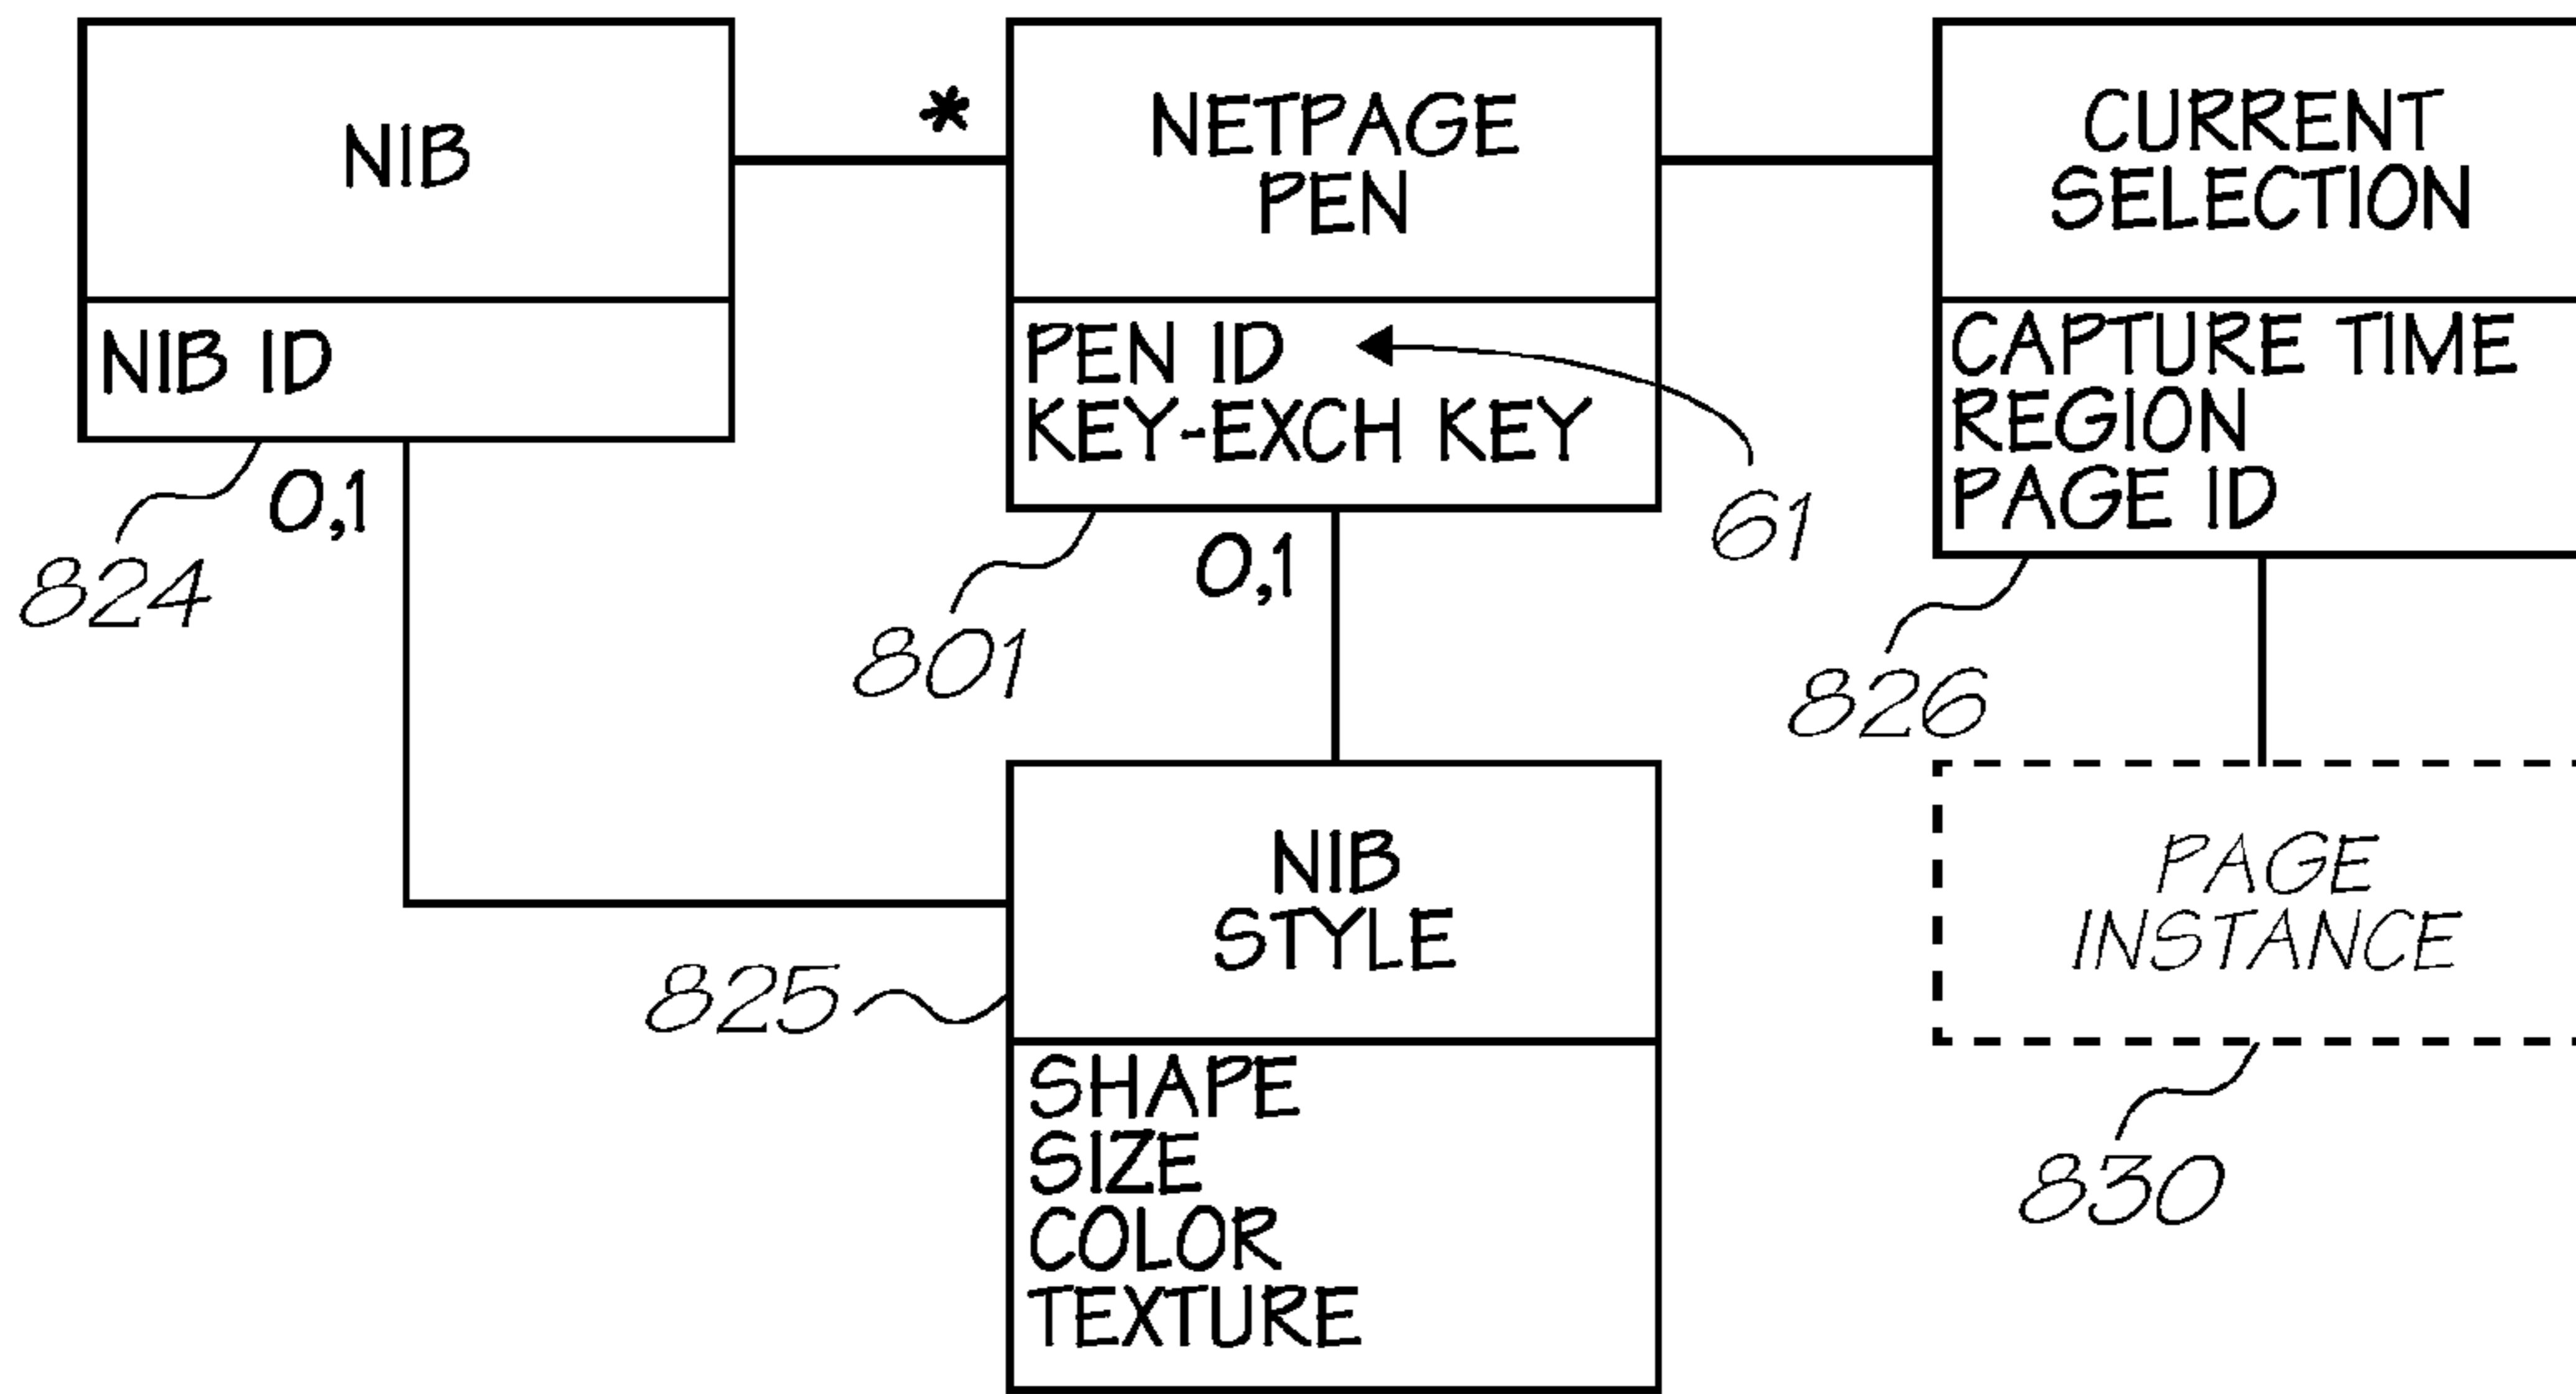 NIB
NIB ID
824
0,1
*
NETPAGE
PEN
PEN ID
KEY-EXCH KEY
61
801
0,1
CURRENT
SELECTION
CAPTURE TIME
REGION
PAGE ID
826
NIB
STYLE
825
SHAPE
SIZE
COLOR
TEXTURE
PAGE
INSTANCE
830